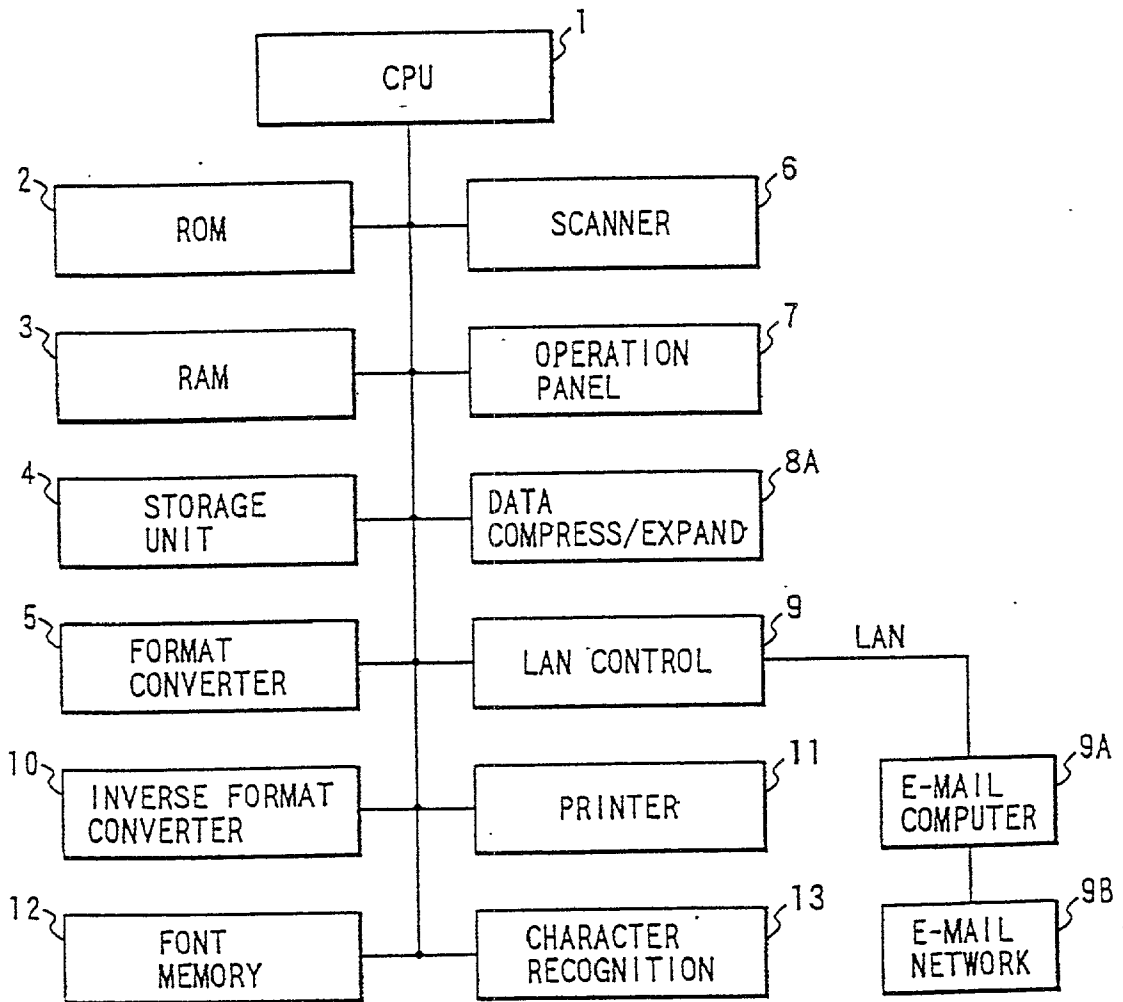 1
CPU
2
ROM
6
SCANNER
3
RAM
7
OPERATION
PANEL
4
STORAGE
UNIT
8A
DATA
COMPRESS/EXPAND
5
FORMAT
CONVERTER
9
LAN CONTROL
LAN
10
INVERSE FORMAT
CONVERTER
11
PRINTER
9A
E-MAIL
COMPUTER
12
FONT
MEMORY
13
CHARACTER
RECOGNITION
9B
E-MAIL
NETWORK